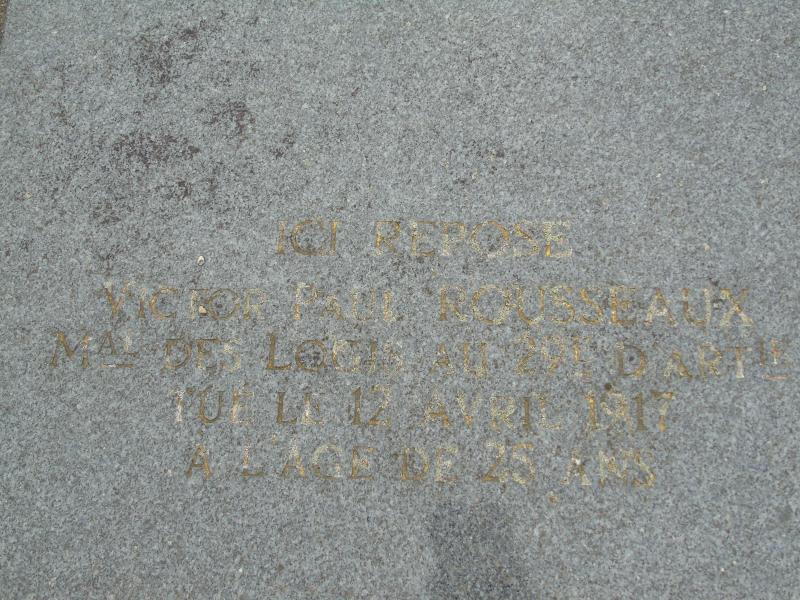 ICI REPOSE
VICTOR PAUL ROUSSEAUX
MAL DES LOGIS AU 29E D'ARTIE
TUÉ LE 12 AVRIL 1917
A L'ÂGE DE 25 ANS